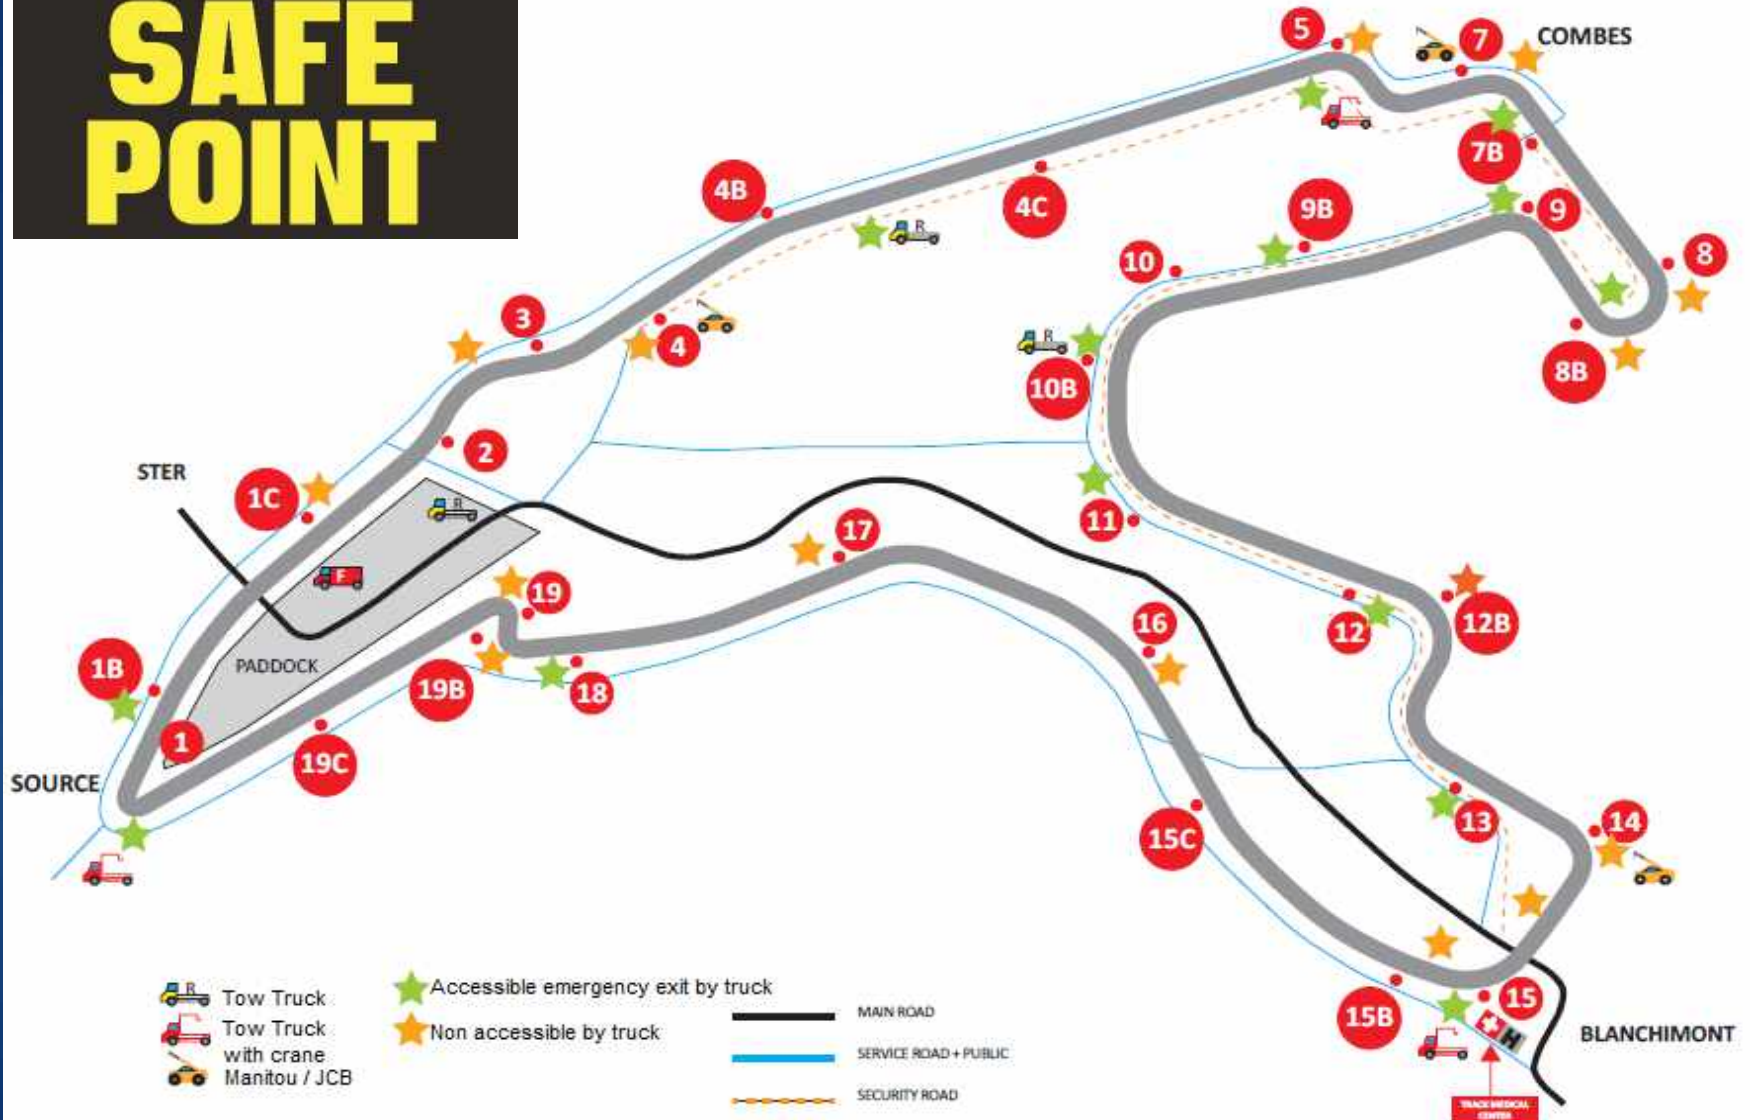 SAFE
POINT
5
7
COMBES
7B
4B
4C
9B
9
10
8
3
4
10B
8B
2
STER
1C
11
17
R
R
R
F
19
12
12B
16
1B
PADDOCK
19B
18
1
19C
SOURCE
13
14
15C
15
15B
H
BLANCHIMONT
TRACK MEDICAL
CENTER
R
Tow Truck
Tow Truck
with crane
Manitou / JCB
Accessible emergency exit by truck
Non accessible by truck
MAIN ROAD
SERVICE ROAD + PUBLIC
SECURITY ROAD